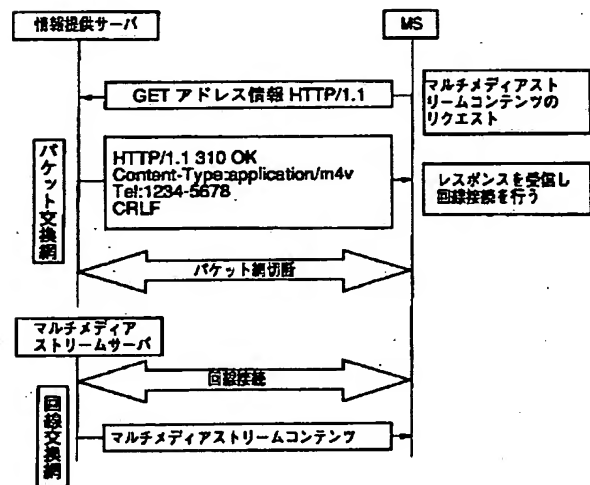 情報提供サーバ
MS
GET アドレス情報 HTTP/1.1
マルチメディアスト
リームコンテンツの
リクエスト
パケット交換網
HTTP/1.1 310 OK
Content-Type:application/m4v
Tel:1234-5678
CRLF
レスポンスを受信し
回線接続を行う
パケット網切断
マルチメディア
ストリームサーバ
回線接続
回線交換網
マルチメディアストリームコンテンツ